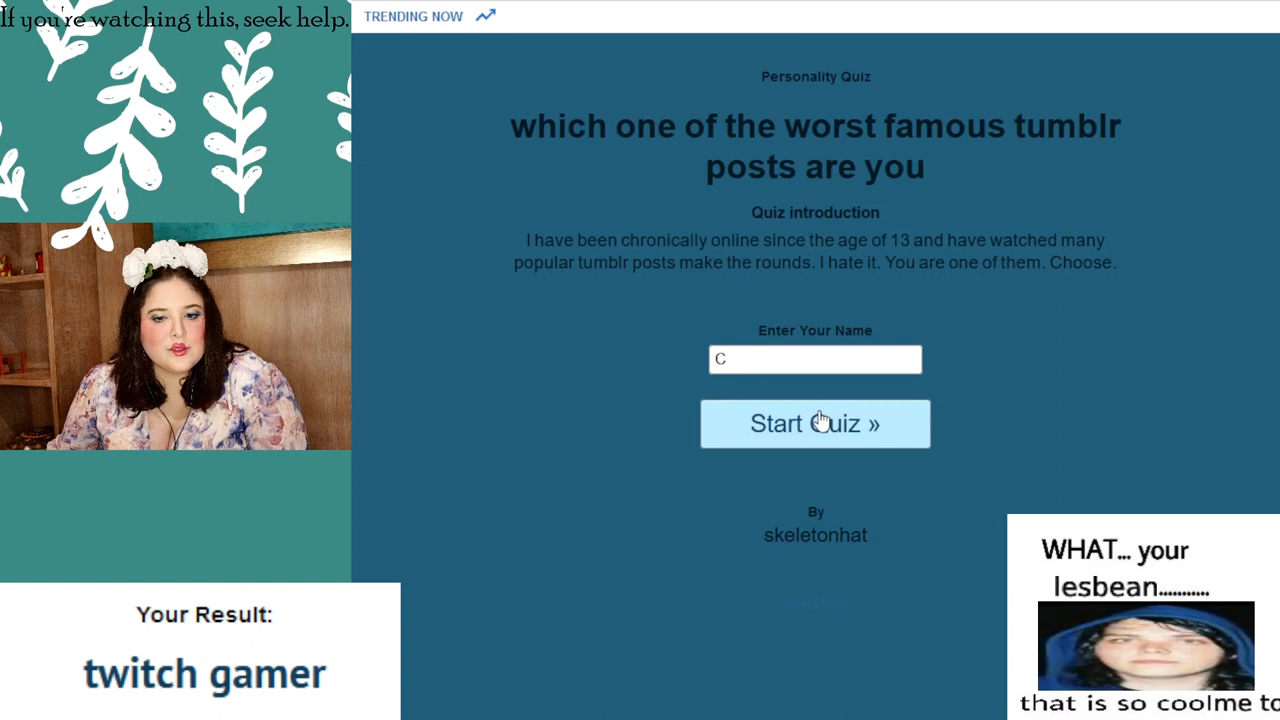 If you're watching this, seek help.
TRENDING NOW
Personality Quiz
which one of the worst famous tumblr
posts are you
Quiz introduction
I have been chronically online since the age of 13 and have watched many
popular tumblr posts make the rounds. I hate it. You are one of them. Choose.
Enter Your Name
C
Start Quiz »
By
skeletonhat
Your Result:
twitch gamer
WHAT... your
lesbean...........
that is so coolme to